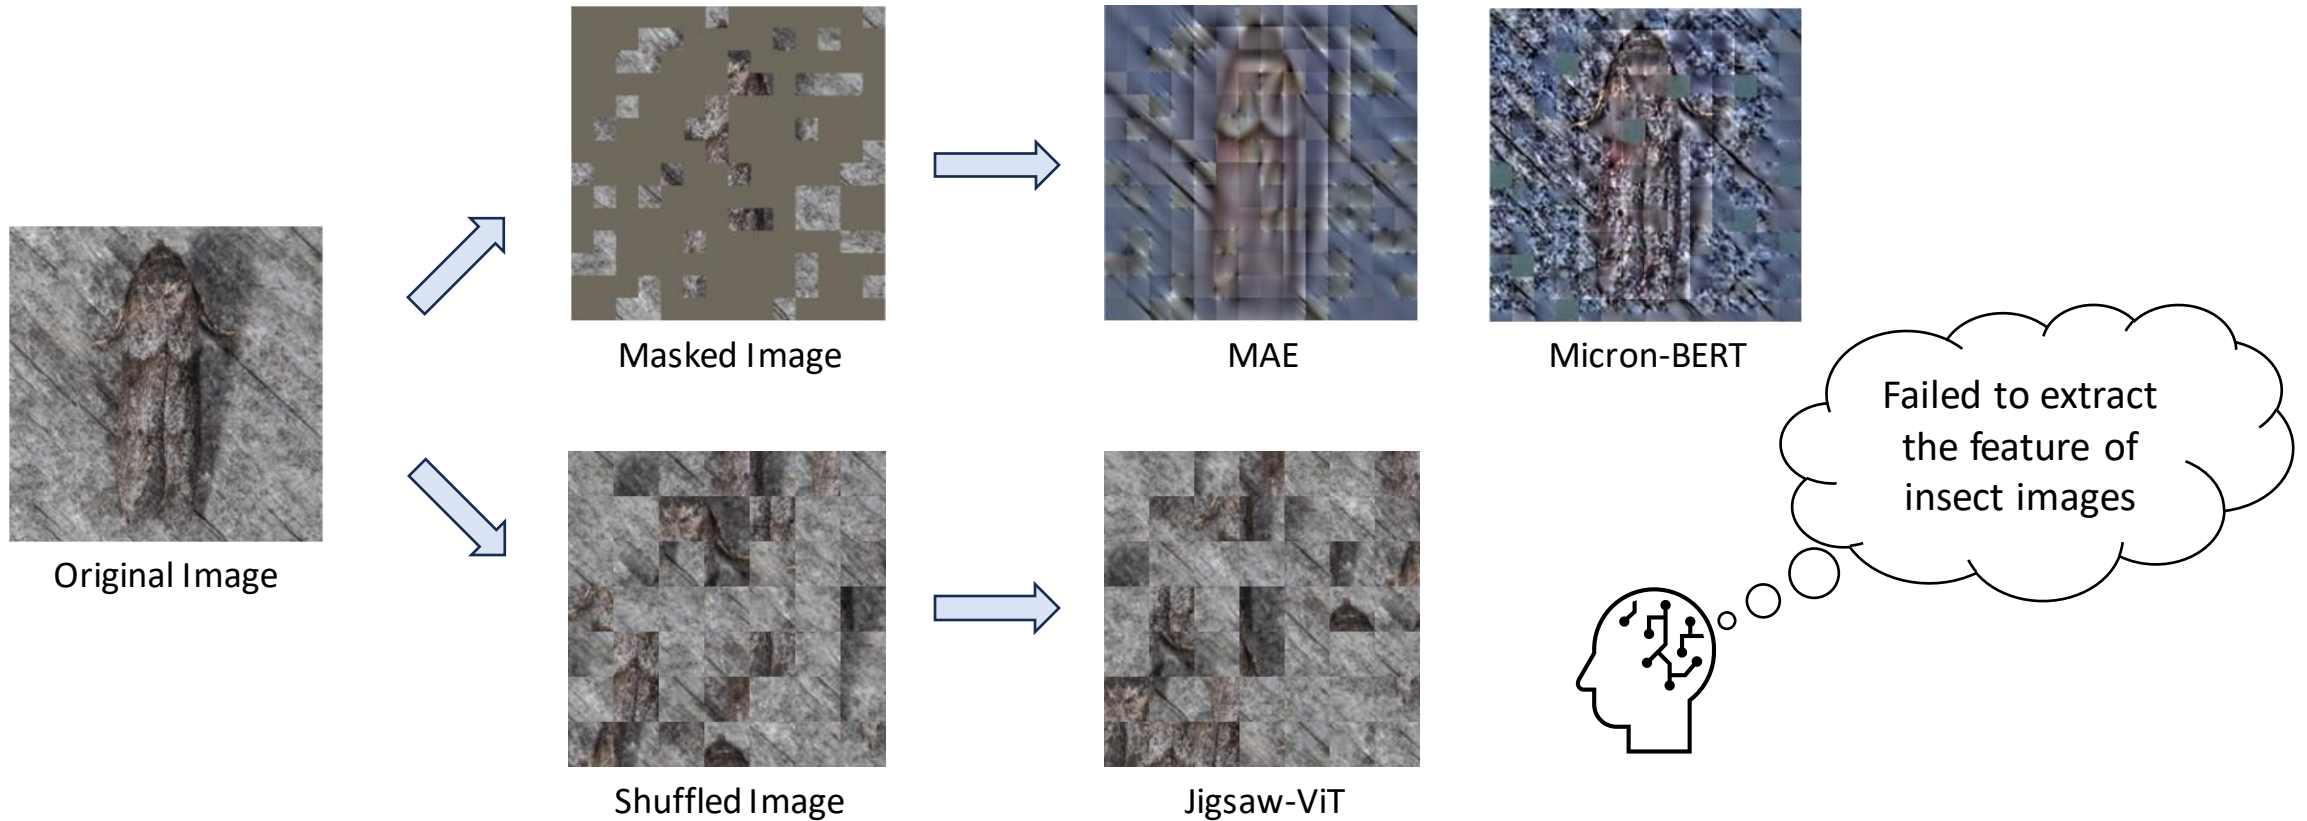 Original Image
Masked Image
MAE
Micron-BERT
Shuffled Image
Jigsaw-ViT
Failed to extract
the feature of
insect images